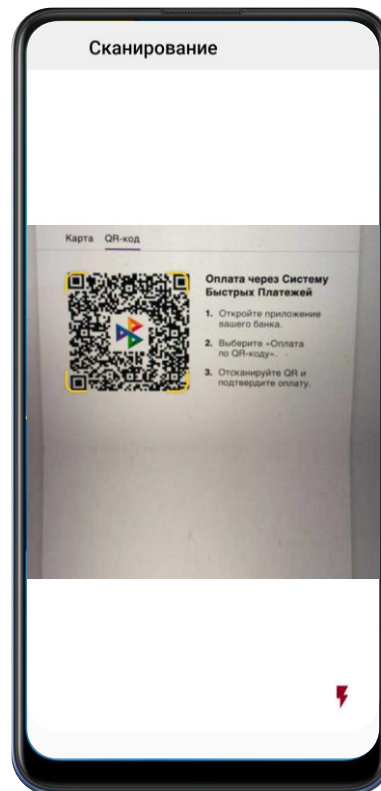 Сканирование
Карта QR-код
Оплата через Систему
Быстрых Платежей
1. Откройте приложение
вашего банка.
2. Выберите «Оплата
по QR-коду».
3. Отсканируйте QR и
подтвердите оплату.